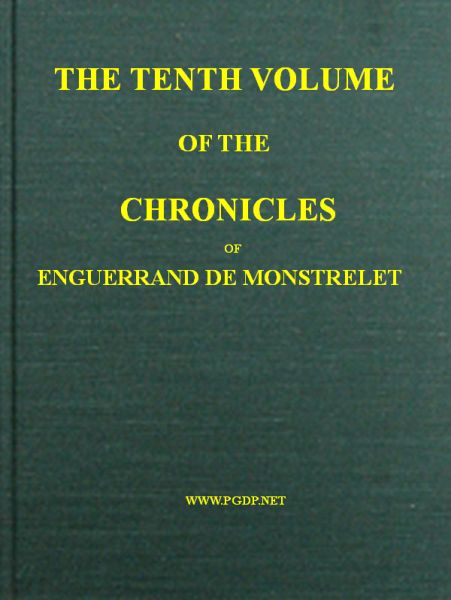 THE TENTH VOLUME
OF THE
CHRONICLES
OF
ENGUERRAND DE MONSTRELET
WWW.PGDP.NET